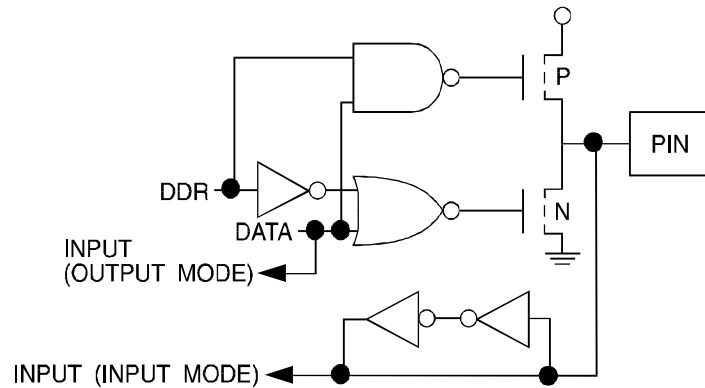 P
PIN
DDR
N
DATA
INPUT
(OUTPUT MODE)
INPUT (INPUT MODE)